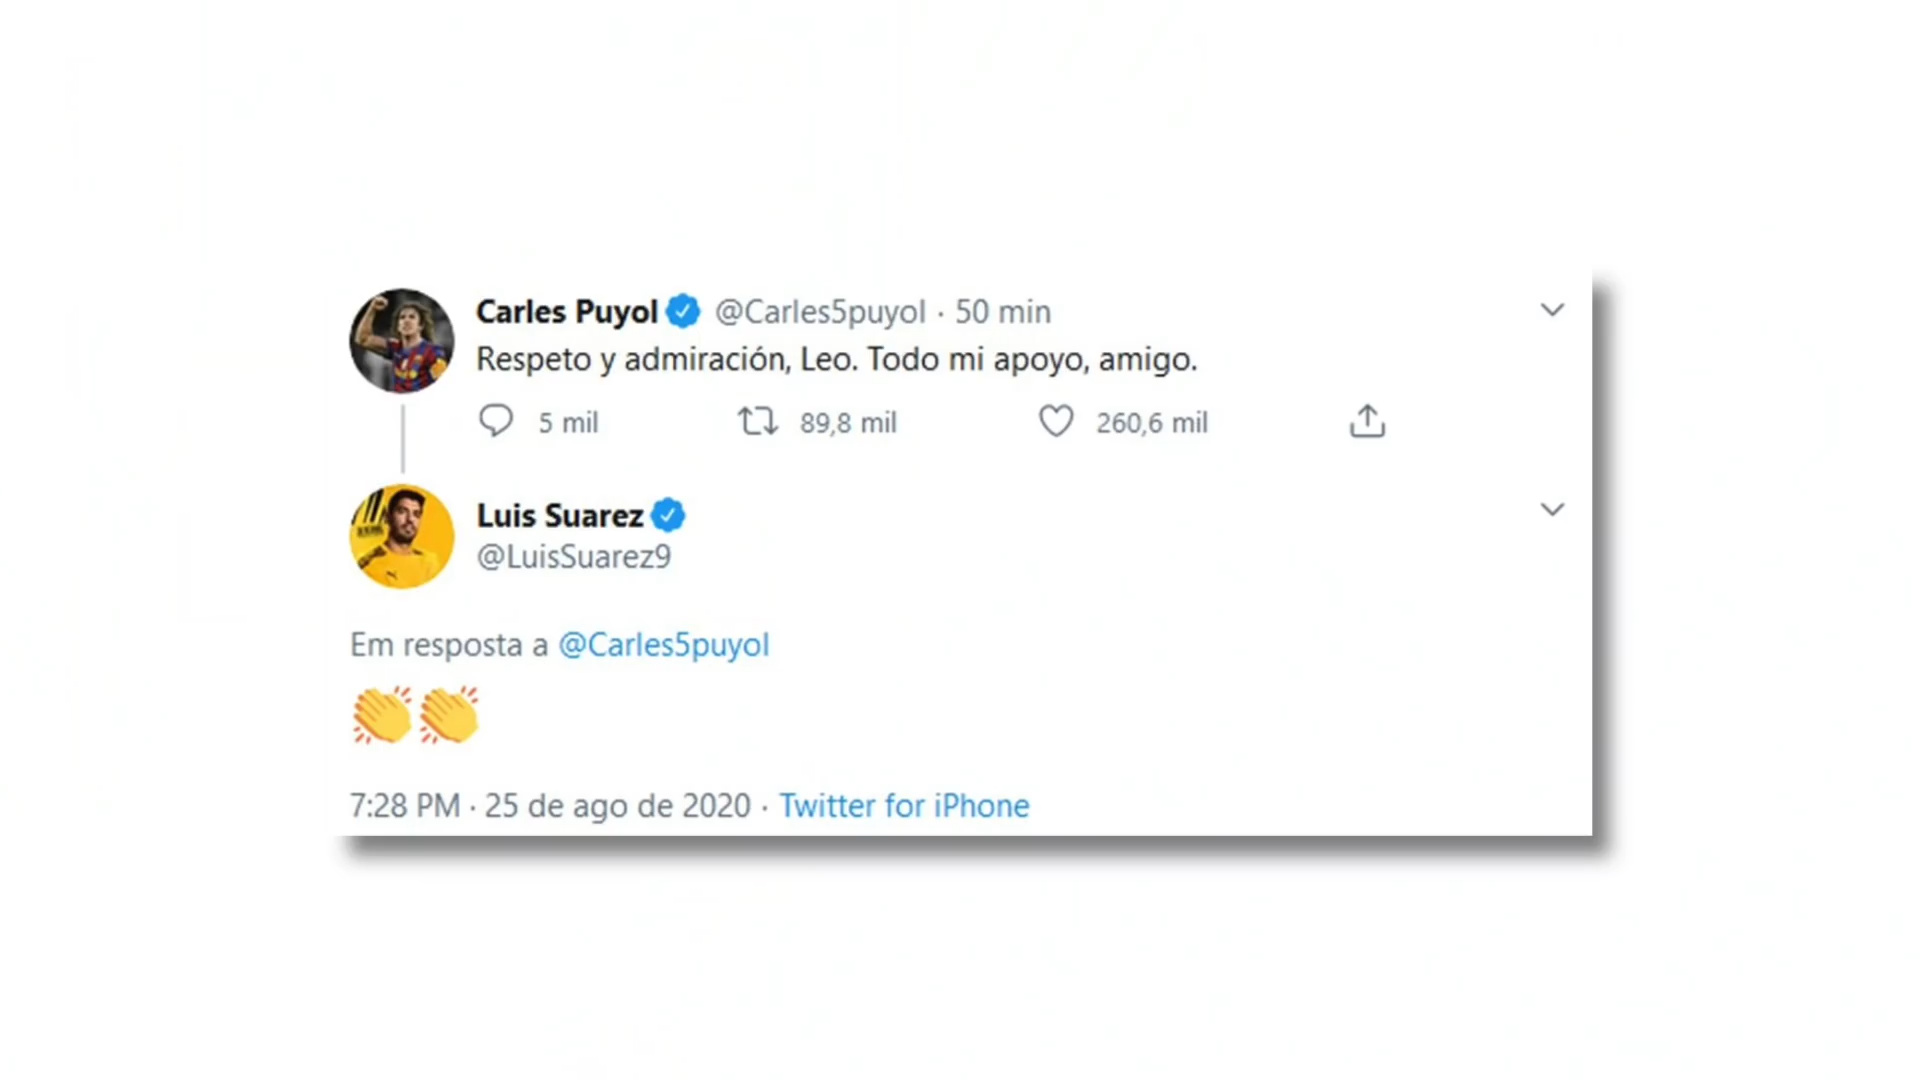 Carles Puyol @Carles5puyol · 50 min
Respeto y admiración, Leo. Todo mi apoyo, amigo.
5 mil 89,8 mil 260,6 mil
Luis Suarez
@LuisSuarez9
Em resposta a @Carles5puyol
👏👏
7:28 PM · 25 de ago de 2020 · Twitter for iPhone